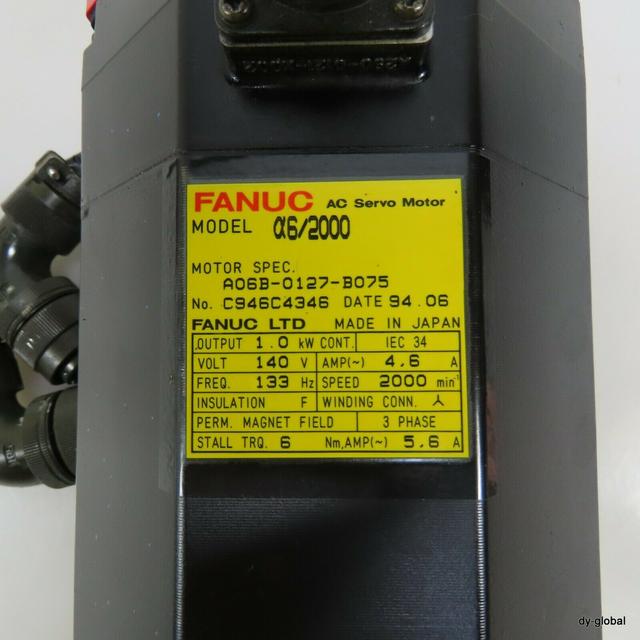 FANUC AC Servo Motor
MODEL α6/2000
MOTOR SPEC.
A06B-0127-B075
No. C946C4346 DATE 94.06
FANUC LTD MADE IN JAPAN
OUTPUT 1.0 kW CONT. IEC 34
VOLT 140 V AMP(~) 4.6 A
FREQ. 133 Hz SPEED 2000 min⁻¹
INSULATION F WINDING CONN. ⅄
PERM. MAGNET FIELD 3 PHASE
STALL TRQ. 6 Nm,AMP(~) 5.6 A
dy-global